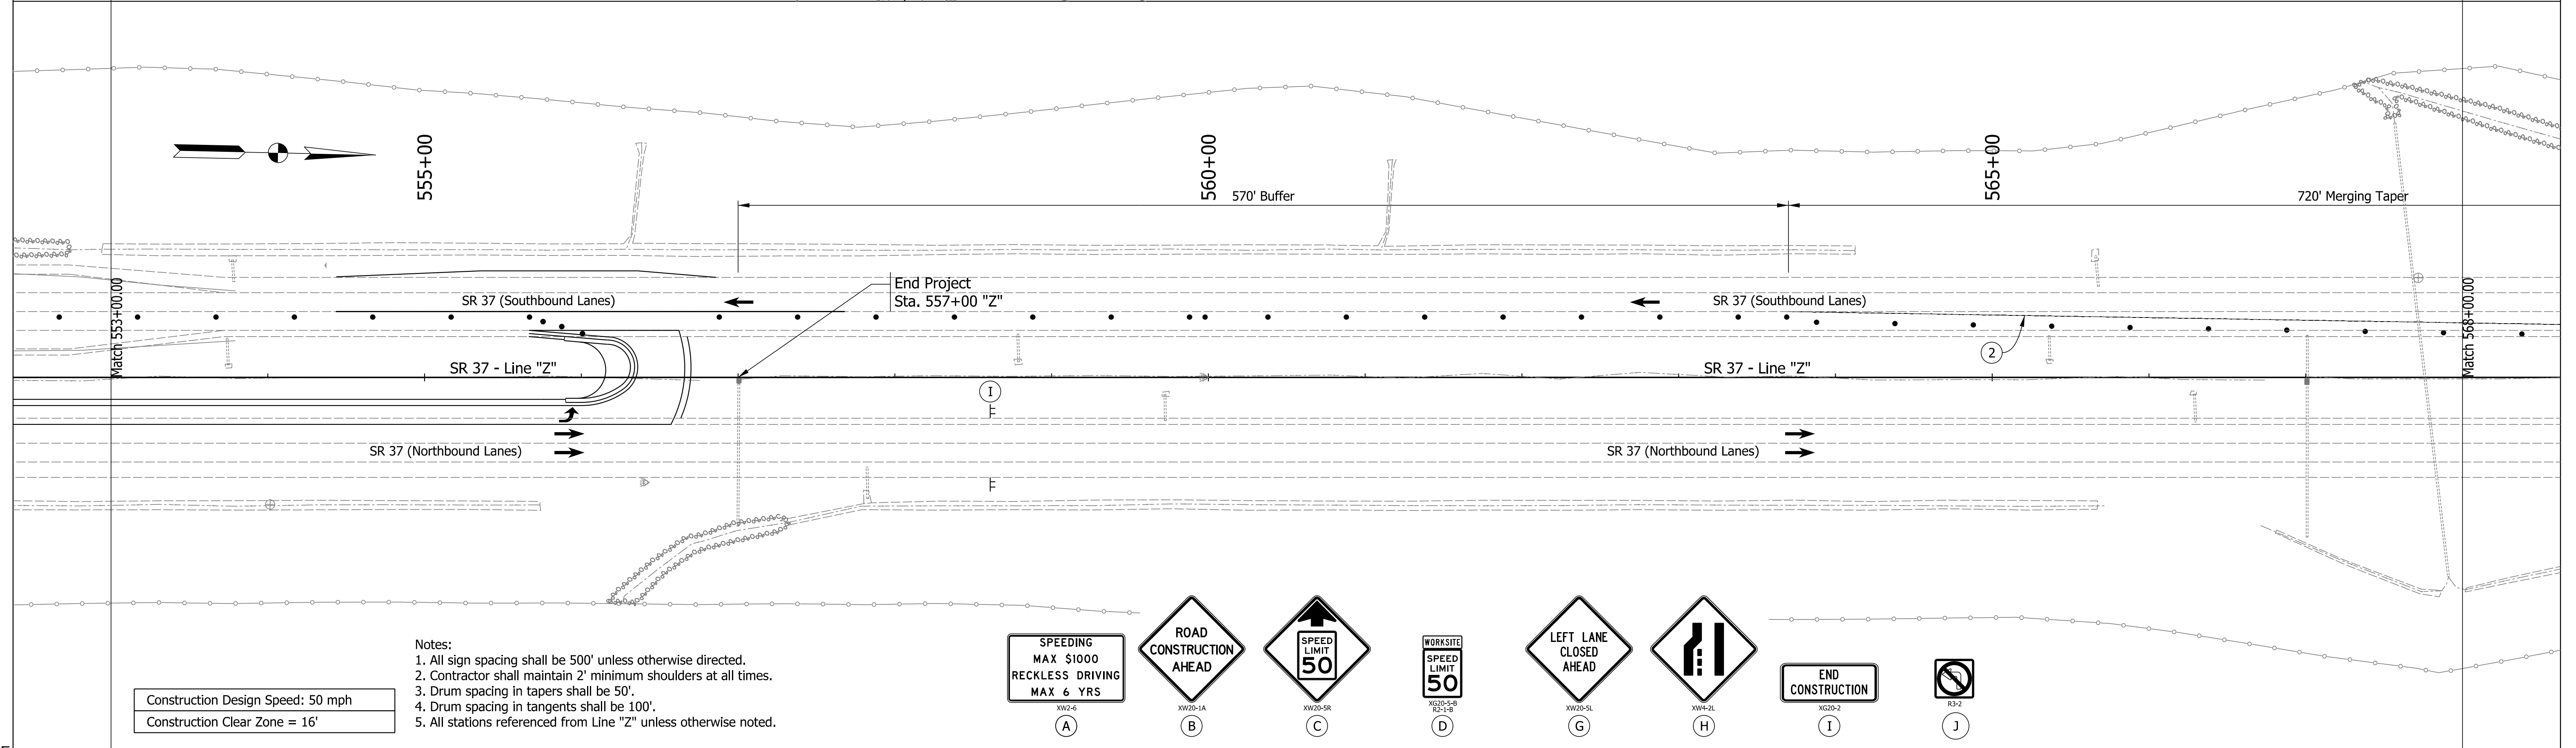 555+00
560+00
565+00
570' Buffer
720' Merging Taper
Match 553+00.00
Match 568+00.00
SR 37 (Southbound Lanes)
End Project
Sta. 557+00 "Z"
SR 37 (Southbound Lanes)
2
SR 37 - Line "Z"
SR 37 - Line "Z"
I
SR 37 (Northbound Lanes)
SR 37 (Northbound Lanes)
Construction Design Speed: 50 mph
Construction Clear Zone = 16'
Notes:
1. All sign spacing shall be 500' unless otherwise directed.
2. Contractor shall maintain 2' minimum shoulders at all times.
3. Drum spacing in tapers shall be 50'.
4. Drum spacing in tangents shall be 100'.
5. All stations referenced from Line "Z" unless otherwise noted.
SPEEDING
MAX $1000
RECKLESS DRIVING
MAX 6 YRS
XW2-6
A
ROAD
CONSTRUCTION
AHEAD
XW20-1A
B
SPEED
LIMIT
50
XW20-5R
C
WORKSITE
SPEED
LIMIT
50
XG20-5-B
R2-1-B
D
LEFT LANE
CLOSED
AHEAD
XW20-5L
G
XW4-2L
H
END
CONSTRUCTION
XG20-2
I
R3-2
J